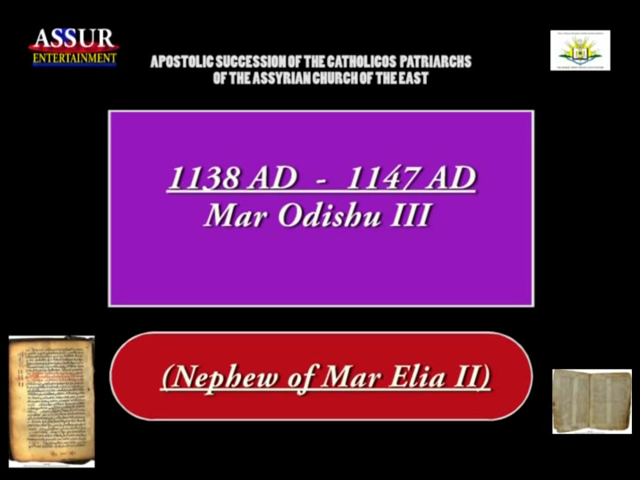 ASSUR
ENTERTAINMENT
APOSTOLIC SUCCESSION OF THE CATHOLICOS PATRIARCHS
OF THE ASSYRIAN CHURCH OF THE EAST
1138 AD - 1147 AD
Mar Odishu III
(Nephew of Mar Elia II)